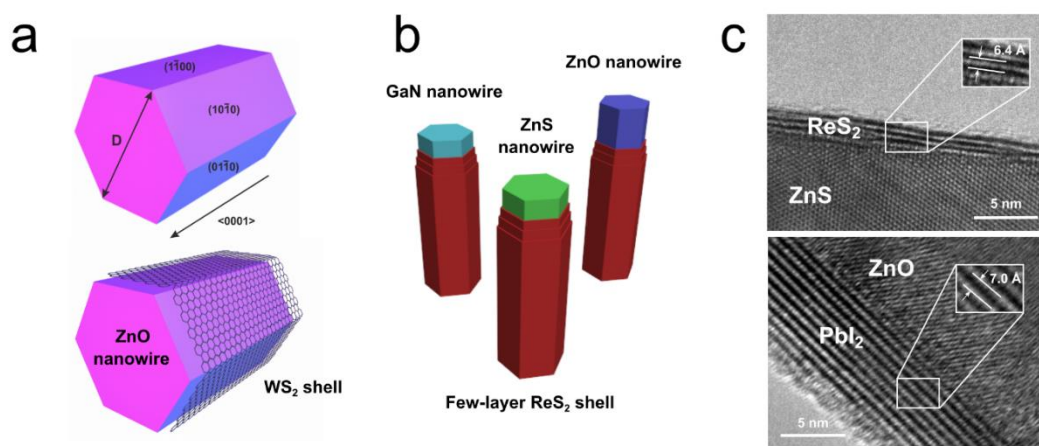 a
(11̅00)
(101̅0)
D
(011̅0)
<0001>
ZnO
nanowire
WS₂ shell
b
ZnO nanowire
GaN nanowire
ZnS
nanowire
Few-layer ReS₂ shell
c
6.4 Å
ReS₂
ZnS
5 nm
ZnO
7.0 Å
PbI₂
5 nm